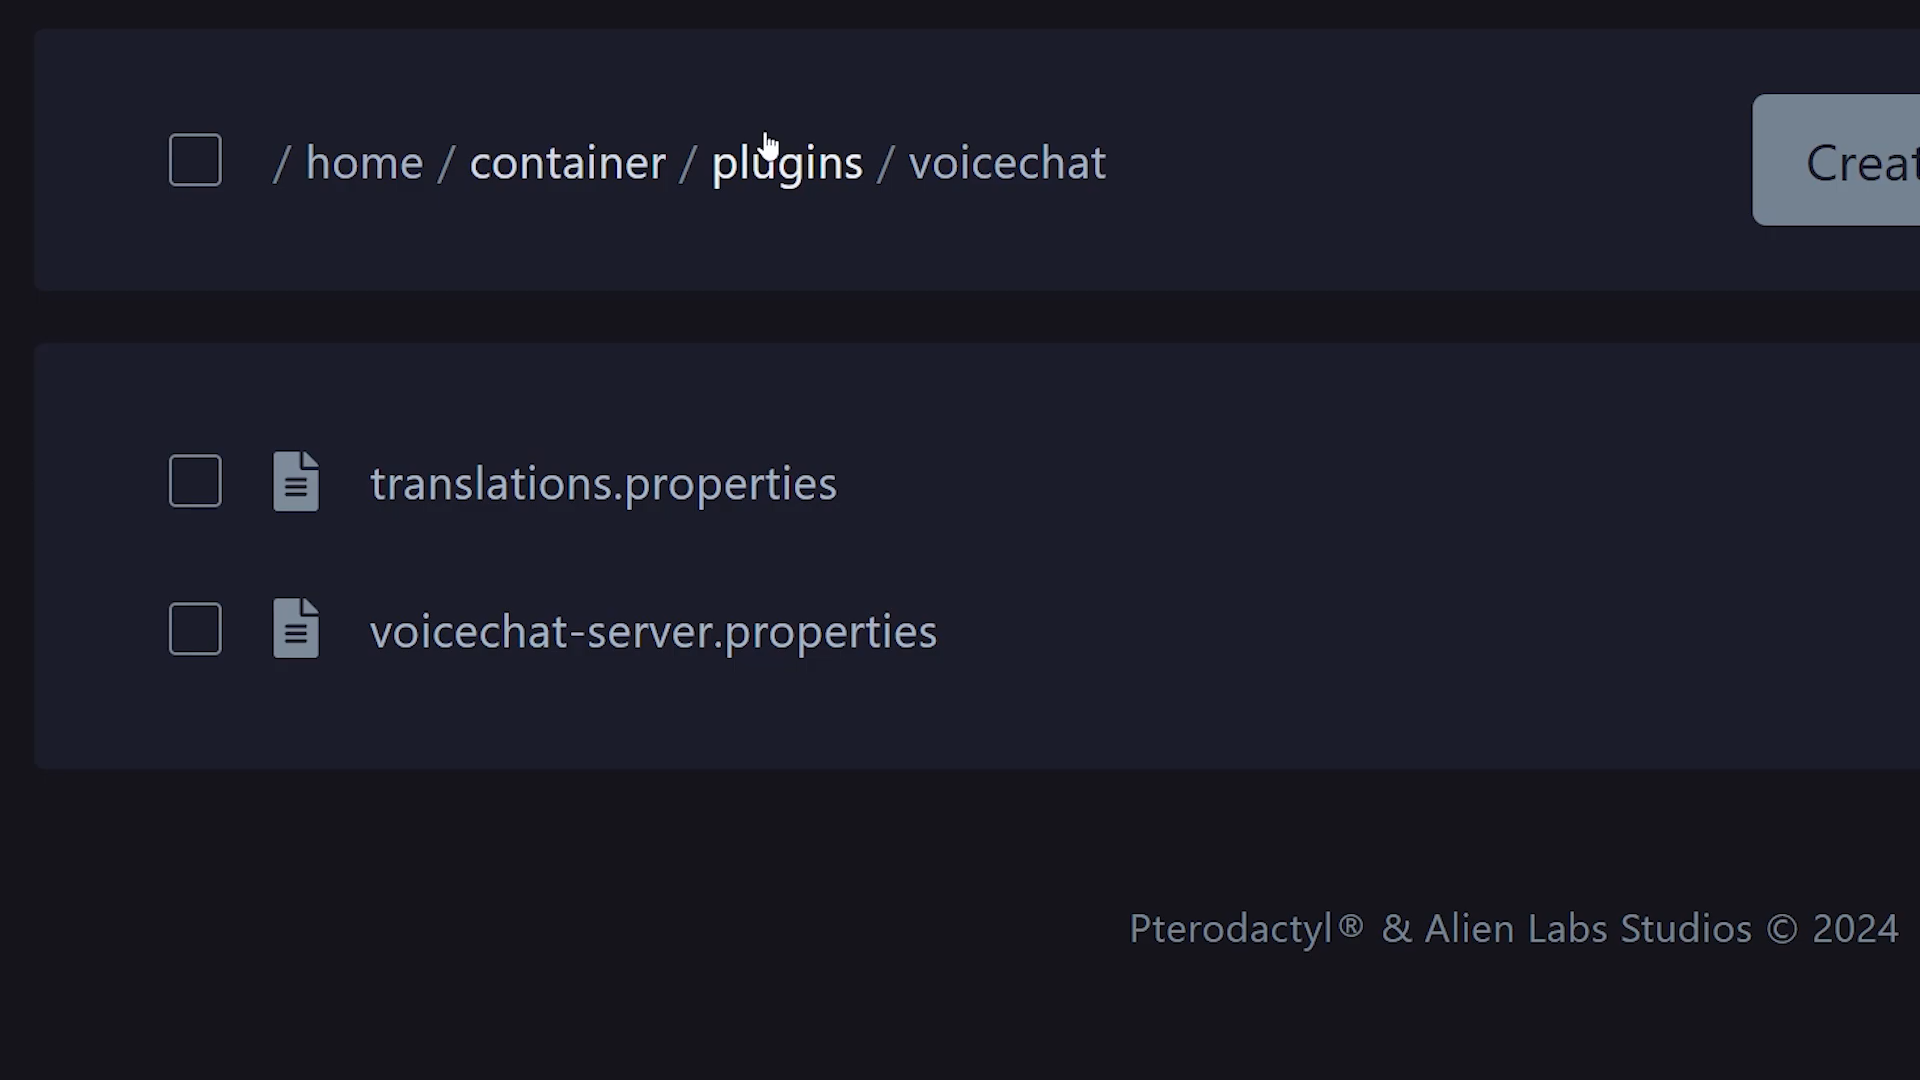 / home / container / plugins / voicechat
Creat
translations.properties
voicechat-server.properties
Pterodactyl® & Alien Labs Studios © 2024